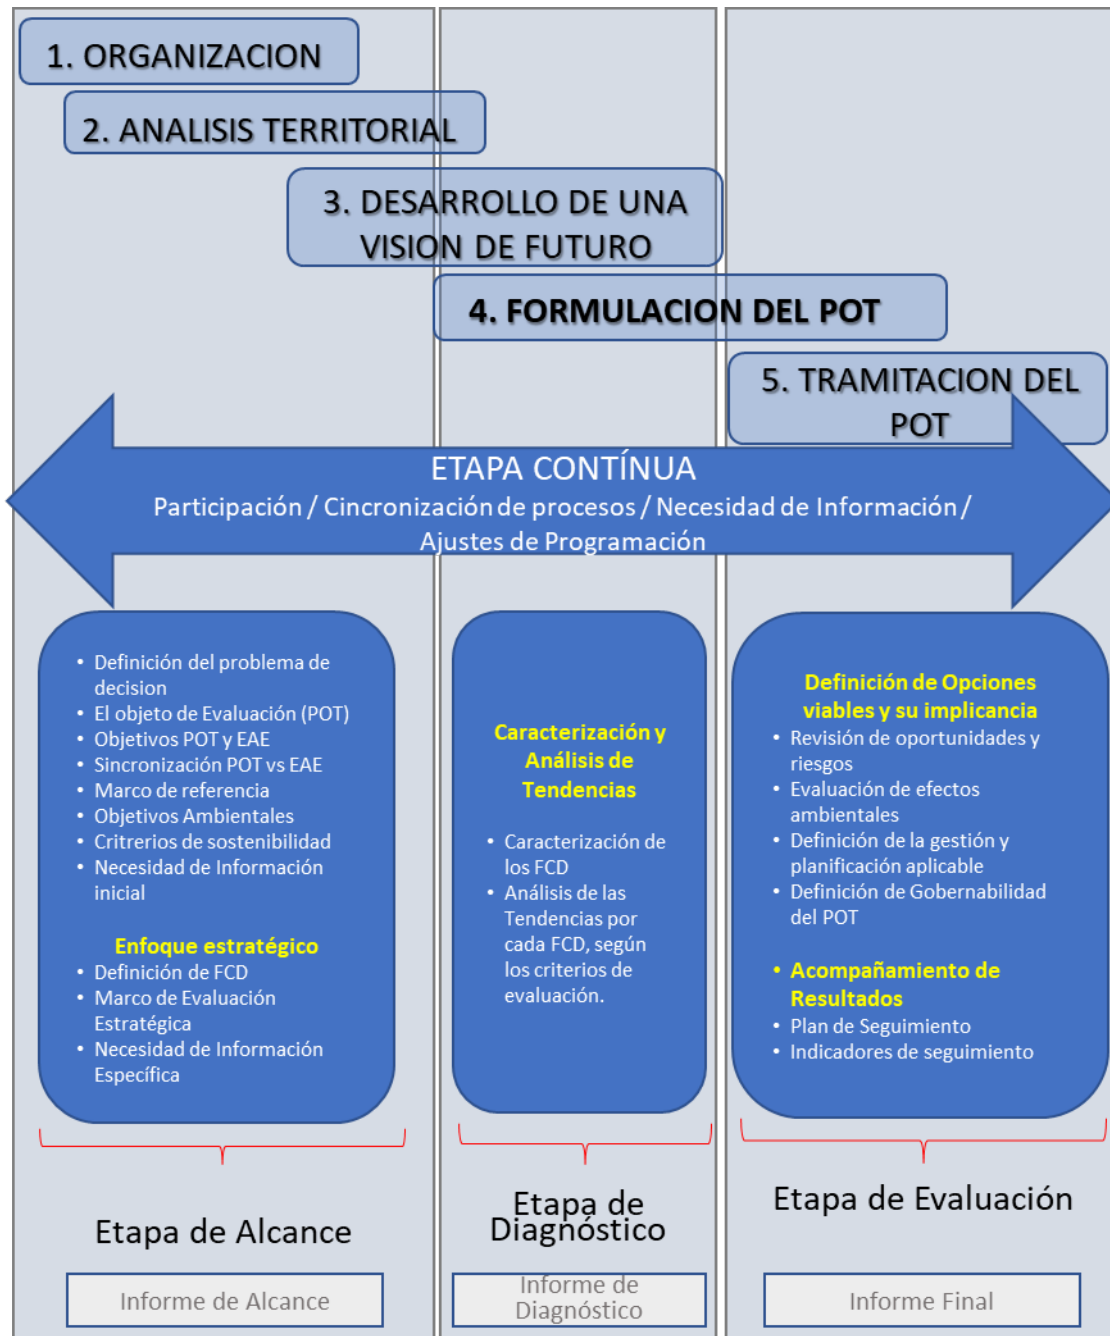 1. ORGANIZACION
2. ANALISIS TERRITORIAL
3. DESARROLLO DE UNA
VISION DE FUTURO
4. FORMULACION DEL POT
5. TRAMITACION DEL
POT
ETAPA CONTÍNUA
Participación / Cincronización de procesos / Necesidad de Información /
Ajustes de Programación
• Definición del problema de
decision
• El objeto de Evaluación (POT)
• Objetivos POT y EAE
• Sincronización POT vs EAE
• Marco de referencia
• Objetivos Ambientales
• Critrerios de sostenibilidad
• Necesidad de Información
inicial
Enfoque estratégico
• Definición de FCD
• Marco de Evaluación
Estratégica
• Necesidad de Información
Específica
Caracterización y
Análisis de
Tendencias
• Caracterización de
los FCD
• Análisis de las
Tendencias por
cada FCD, según
los criterios de
evaluación.
Definición de Opciones
viables y su implicancia
• Revisión de oportunidades y
riesgos
• Evaluación de efectos
ambientales
• Definición de la gestión y
planificación aplicable
• Definición de Gobernabilidad
del POT
• Acompañamiento de
Resultados
• Plan de Seguimiento
• Indicadores de seguimiento
Etapa de Alcance
Etapa de
Diagnóstico
Etapa de Evaluación
Informe de Alcance
Informe de
Diagnóstico
Informe Final